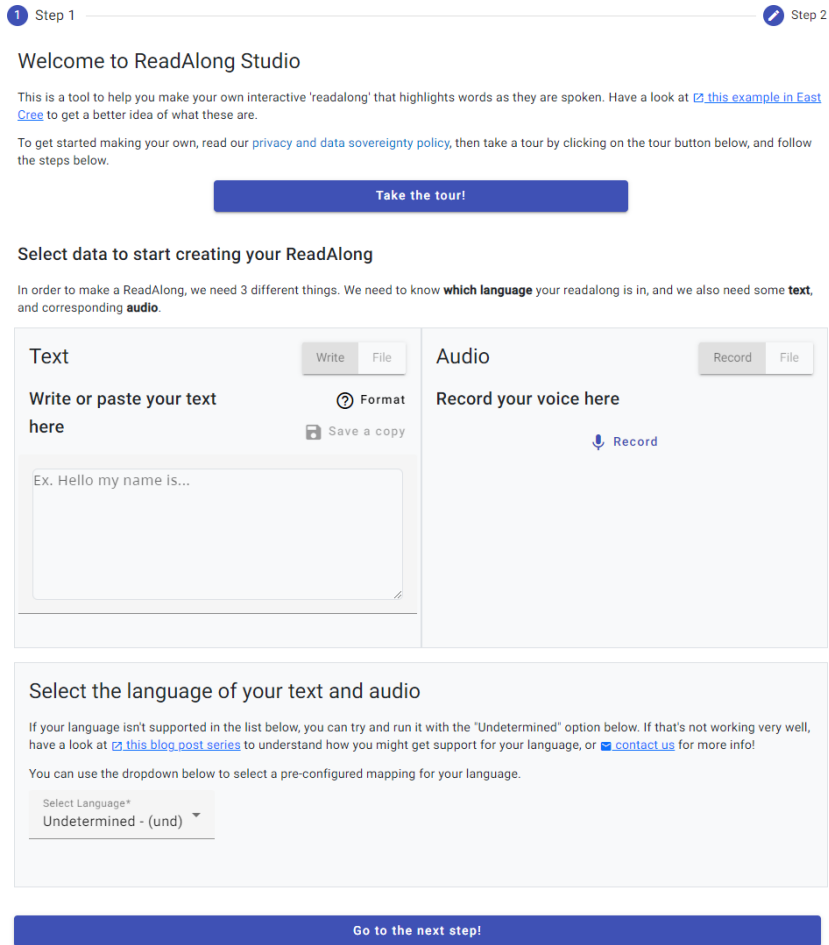 1 Step 1
Step 2
Welcome to ReadAlong Studio
This is a tool to help you make your own interactive 'readalong' that highlights words as they are spoken. Have a look at this example in East
Cree to get a better idea of what these are.
To get started making your own, read our privacy and data sovereignty policy, then take a tour by clicking on the tour button below, and follow
the steps below.
Take the tour!
Select data to start creating your ReadAlong
In order to make a ReadAlong, we need 3 different things. We need to know which language your readalong is in, and we also need some text,
and corresponding audio.
Text
Write File
Write or paste your text
here
Format
Save a copy
Ex. Hello my name is...
Audio
Record File
Record your voice here
Record
Select the language of your text and audio
If your language isn't supported in the list below, you can try and run it with the "Undetermined" option below. If that's not working very well,
have a look at this blog post series to understand how you might get support for your language, or contact us for more info!
You can use the dropdown below to select a pre-configured mapping for your language.
Select Language*
Undetermined - (und)
Go to the next step!